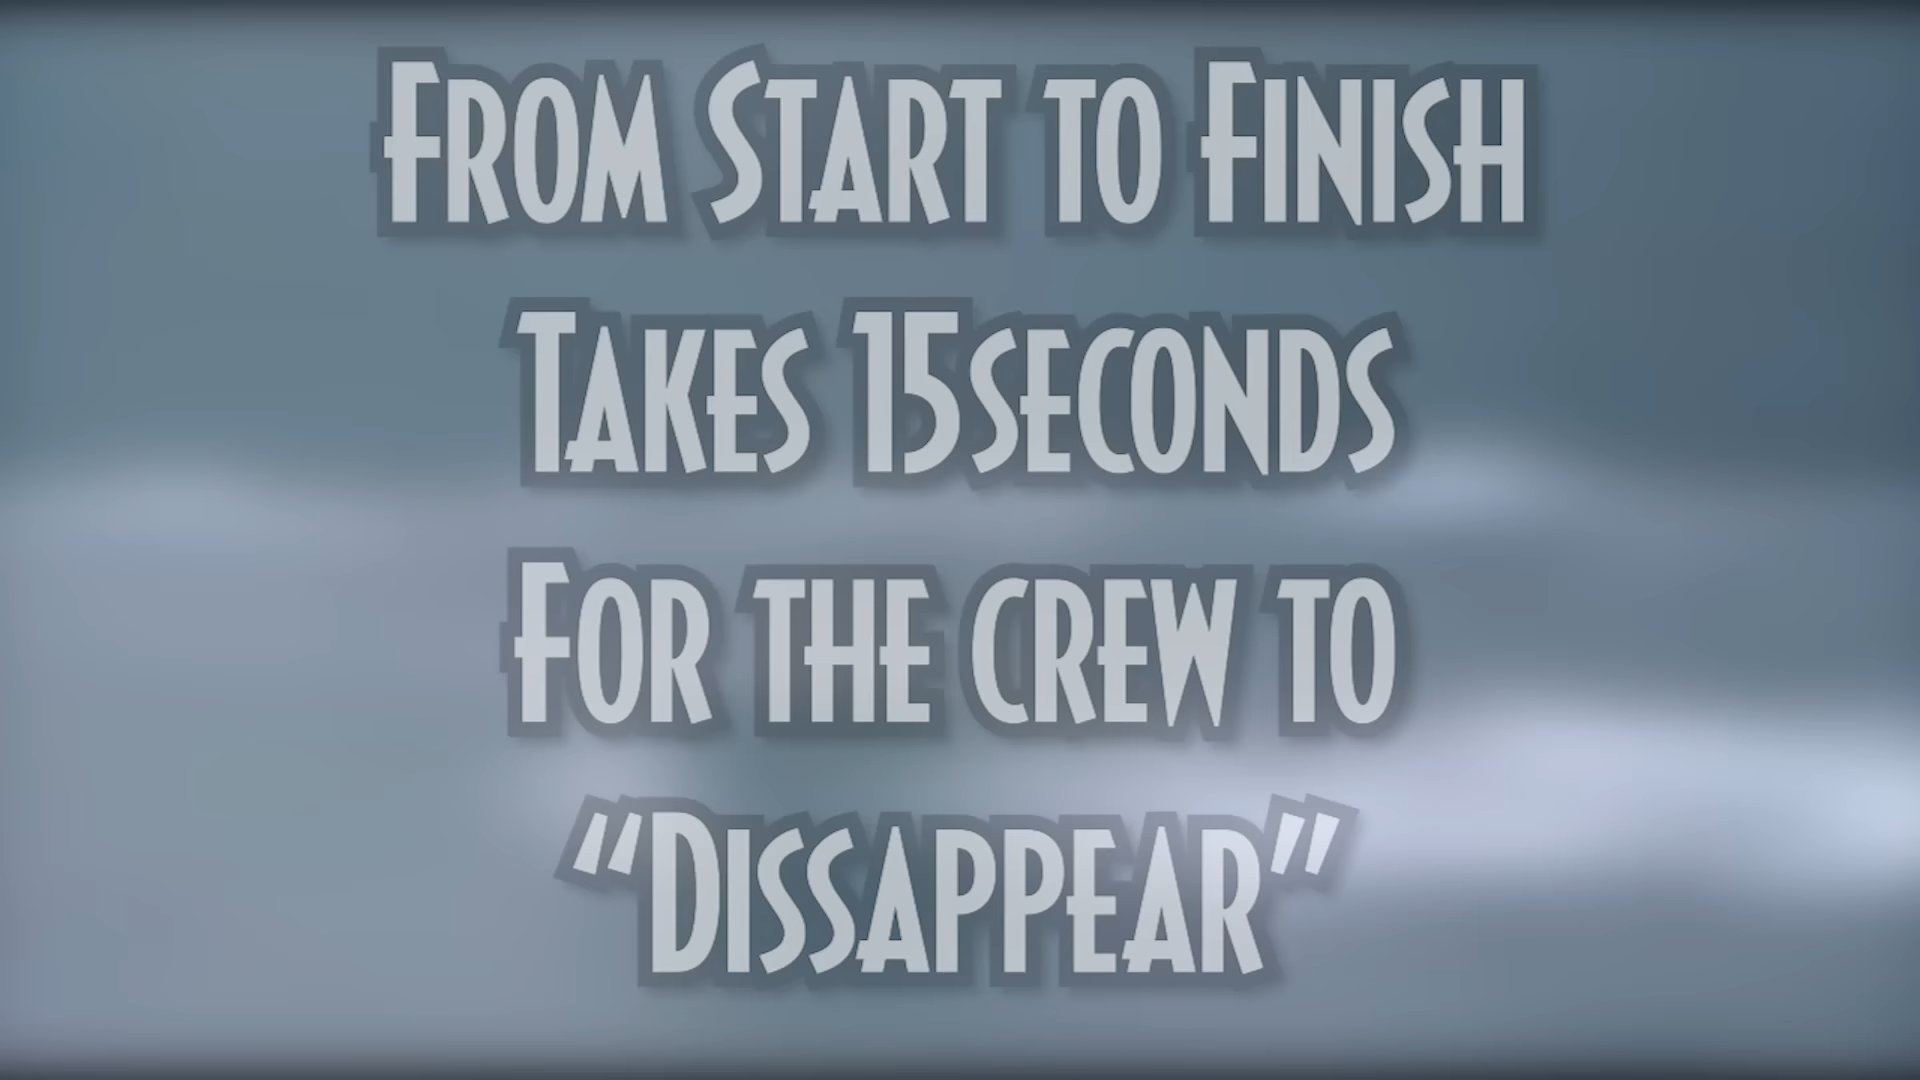 From Start to Finish
Takes 15seconds
For the crew to
“Dissappear”